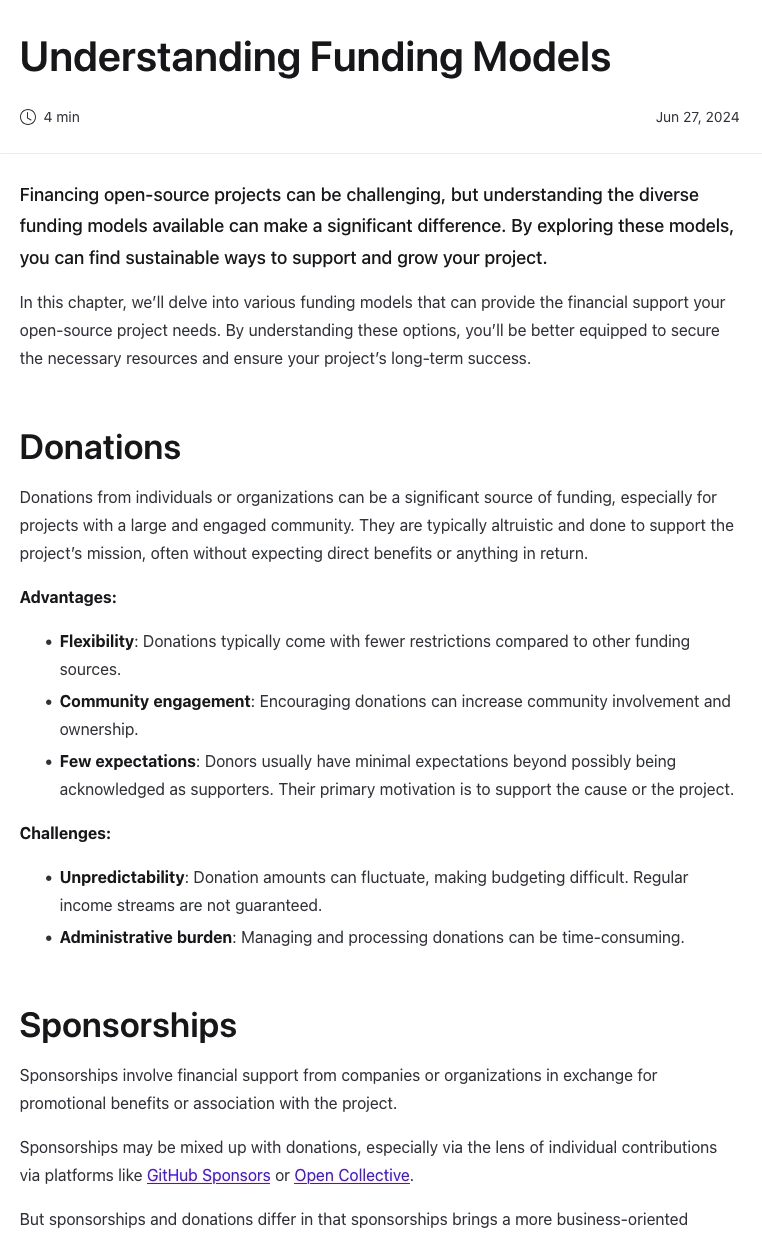 Understanding Funding Models
4 min
Jun 27, 2024
Financing open-source projects can be challenging, but understanding the diverse
funding models available can make a significant difference. By exploring these models,
you can find sustainable ways to support and grow your project.
In this chapter, we’ll delve into various funding models that can provide the financial support your
open-source project needs. By understanding these options, you’ll be better equipped to secure
the necessary resources and ensure your project’s long-term success.
Donations
Donations from individuals or organizations can be a significant source of funding, especially for
projects with a large and engaged community. They are typically altruistic and done to support the
project’s mission, often without expecting direct benefits or anything in return.
Advantages:
• Flexibility: Donations typically come with fewer restrictions compared to other funding
sources.
• Community engagement: Encouraging donations can increase community involvement and
ownership.
• Few expectations: Donors usually have minimal expectations beyond possibly being
acknowledged as supporters. Their primary motivation is to support the cause or the project.
Challenges:
• Unpredictability: Donation amounts can fluctuate, making budgeting difficult. Regular
income streams are not guaranteed.
• Administrative burden: Managing and processing donations can be time-consuming.
Sponsorships
Sponsorships involve financial support from companies or organizations in exchange for
promotional benefits or association with the project.
Sponsorships may be mixed up with donations, especially via the lens of individual contributions
via platforms like GitHub Sponsors or Open Collective.
But sponsorships and donations differ in that sponsorships brings a more business-oriented